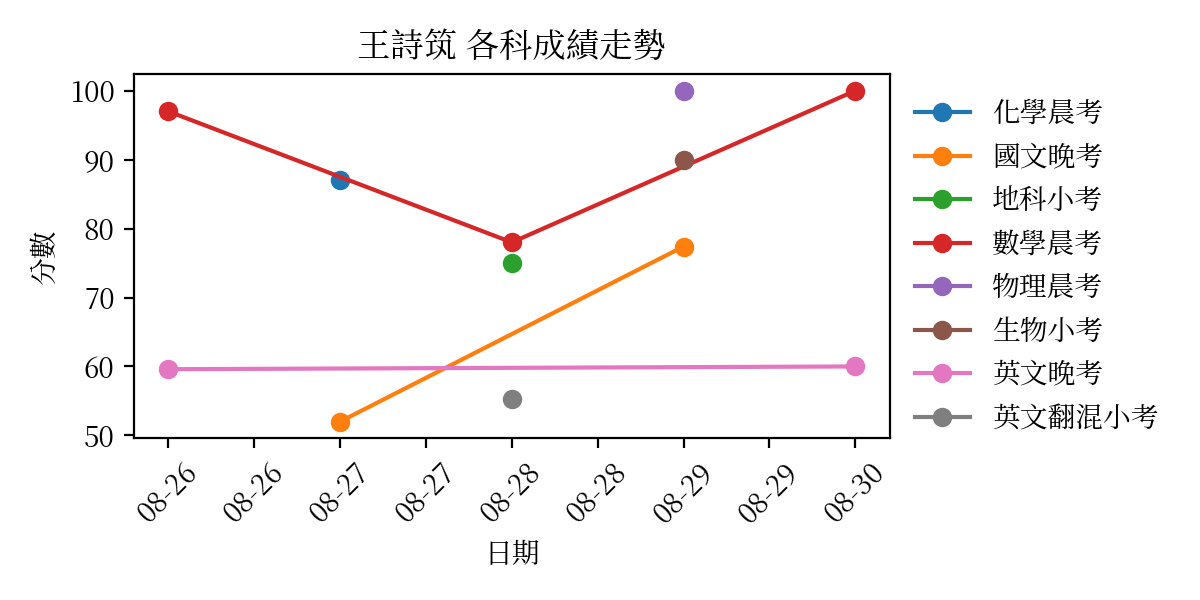 王詩筑 各科成績走勢
100
90
80
70
60
50
分數
08-26
08-26
08-27
08-27
08-28
08-28
08-29
08-29
08-30
日期
化學晨考
國文晚考
地科小考
數學晨考
物理晨考
生物小考
英文晚考
英文翻混小考